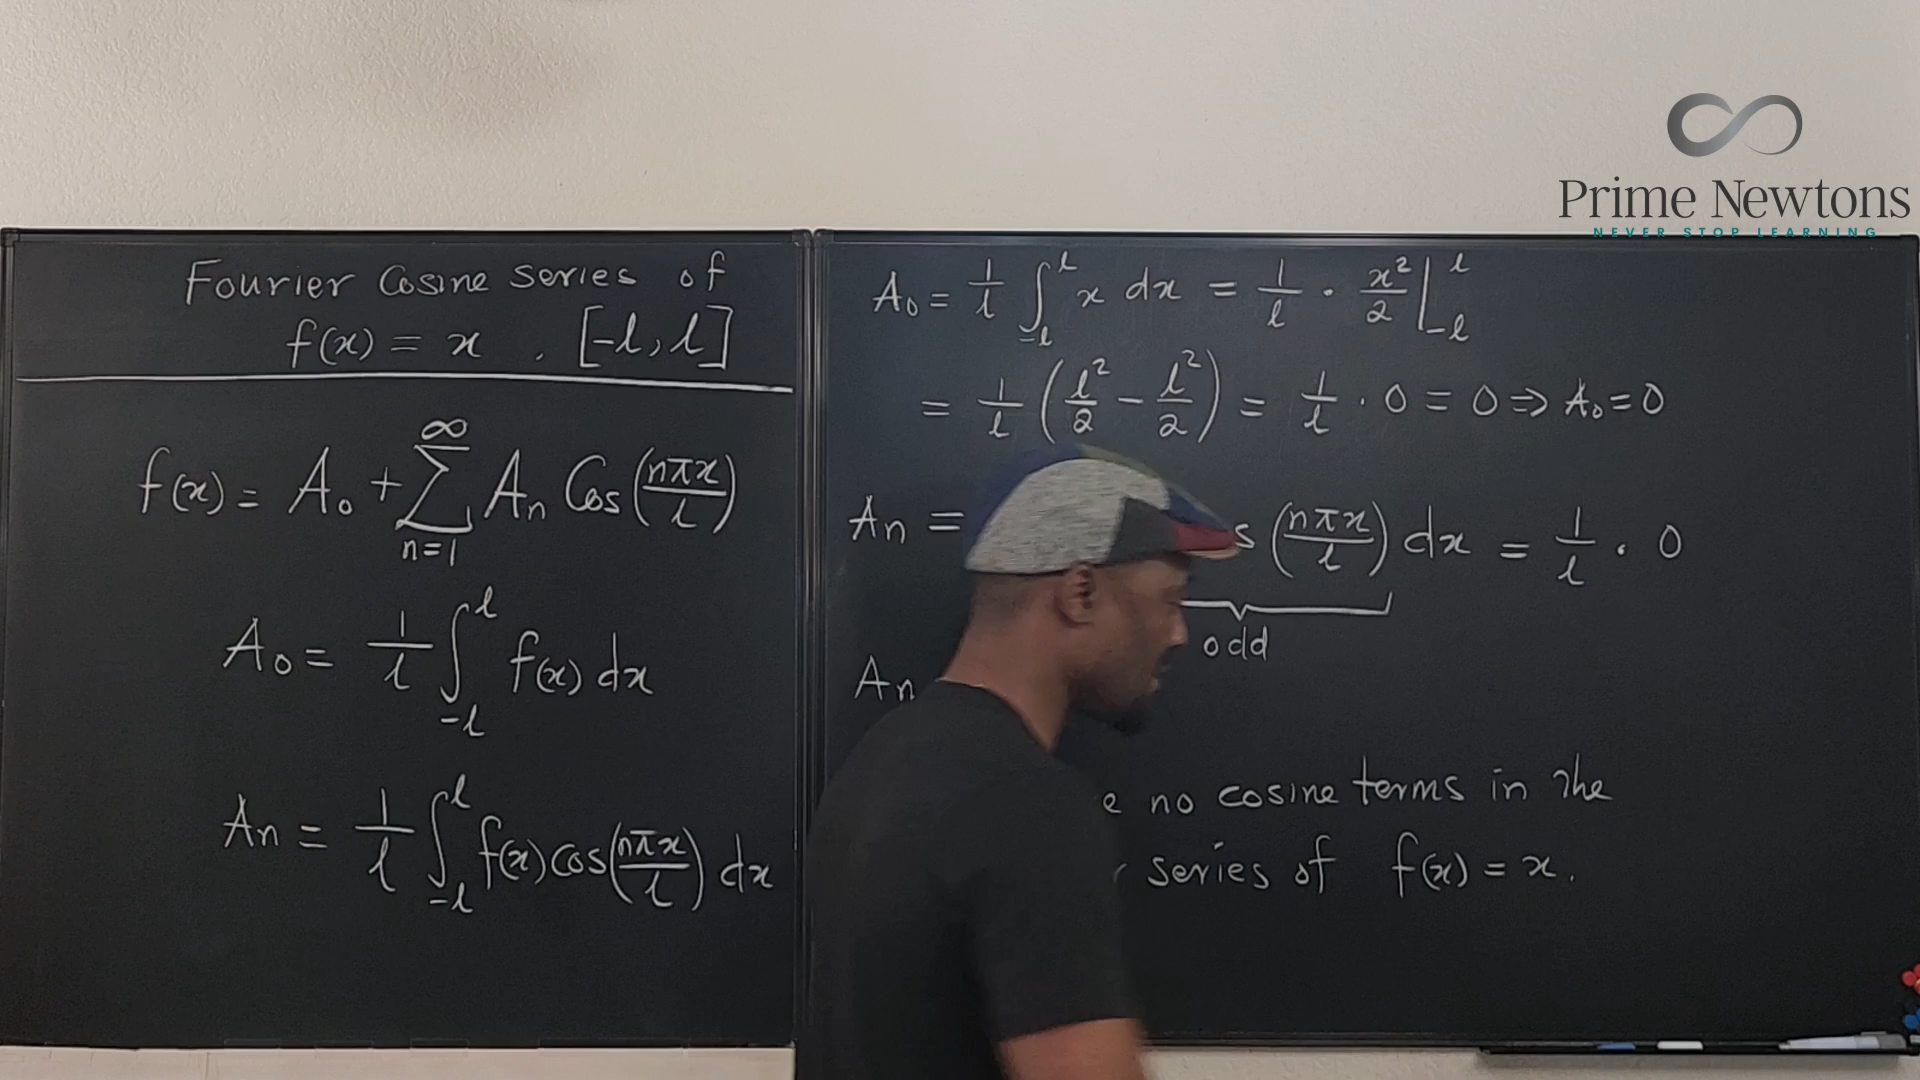 Prime Newtons
NEVER STOP LEARNING
Fourier Cosine series of
f(x) = x , [-l, l]
f(x) = A₀ + ∑_{n=1}^{∞} Aₙ Cos(nπx/l)
A₀ = 1/l ∫_{-l}^{l} f(x) dx
Aₙ = 1/l ∫_{-l}^{l} f(x) cos(nπx/l) dx
A₀ = 1/l ∫_{-l}^{l} x dx = 1/l · x²/2 |_{-l}^{l}
= 1/l (l²/2 - l²/2) = 1/l · 0 = 0 ⇒ A₀ = 0
Aₙ = s (nπx/l) dx = 1/l · 0
odd
Aₙ
e no cosine terms in the
series of f(x) = x.